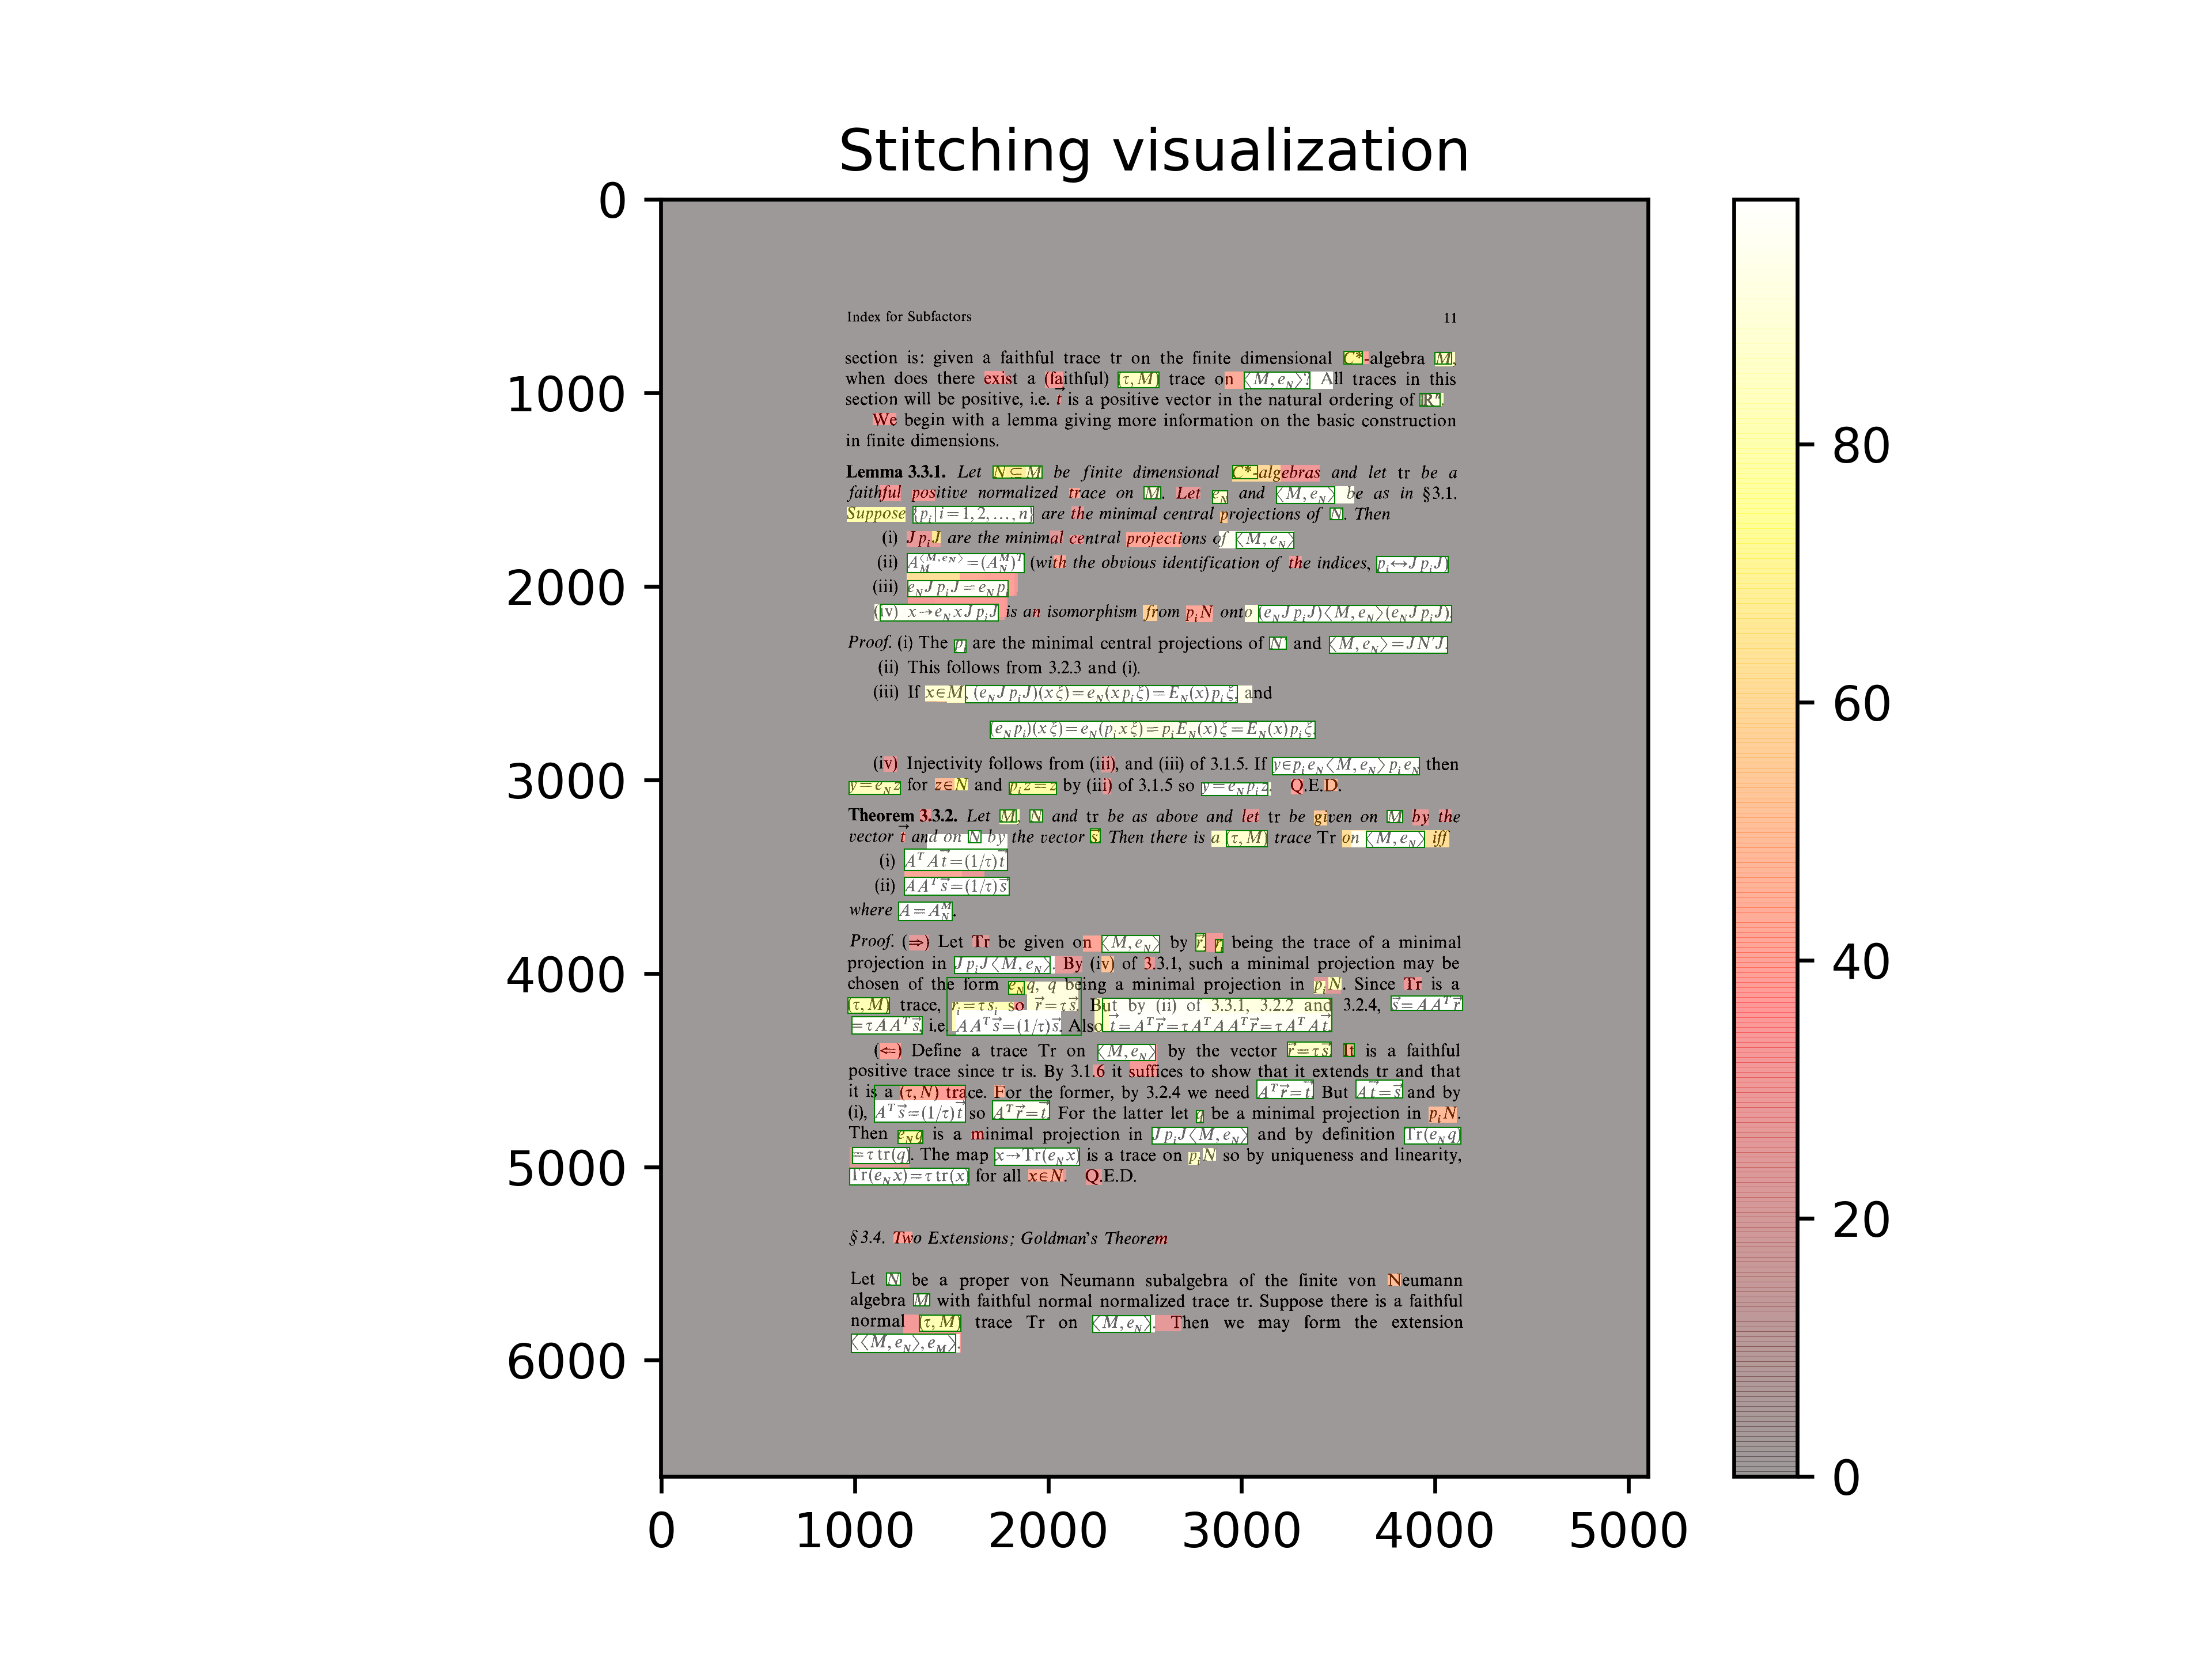 Stitching visualization
0
1000
2000
3000
4000
5000
6000
Index for Subfactors 11
section is: given a faithful trace tr on the finite dimensional C*-algebra M,
when does there exist a (faithful) (τ, M) trace on ⟨M, e_N⟩? All traces in this
section will be positive, i.e. t⃗ is a positive vector in the natural ordering of ℝⁿ.
We begin with a lemma giving more information on the basic construction
in finite dimensions.
Lemma 3.3.1. Let N ⊆ M be finite dimensional C*-algebras and let tr be a
faithful positive normalized trace on M. Let e_N and ⟨M, e_N⟩ be as in §3.1.
Suppose {p_i | i = 1, 2, ..., n} are the minimal central projections of N. Then
(i) J p_i J are the minimal central projections of ⟨M, e_N⟩
(ii) A_M^{⟨M, e_N⟩} = (A_N^M)^T (with the obvious identification of the indices, p_i ↔ J p_i J)
(iii) e_N J p_i J = e_N p_i
(iv) x → e_N x J p_i J is an isomorphism from p_i N onto (e_N J p_i J)⟨M, e_N⟩(e_N J p_i J).
Proof. (i) The p_i are the minimal central projections of N' and ⟨M, e_N⟩ = J N' J.
(ii) This follows from 3.2.3 and (i).
(iii) If x ∈ M, (e_N J p_i J)(x ξ) = e_N(x p_i ξ) = E_N(x) p_i ξ, and
(e_N p_i)(x ξ) = e_N(p_i x ξ) = p_i E_N(x) ξ = E_N(x) p_i ξ.
(iv) Injectivity follows from (iii), and (iii) of 3.1.5. If y ∈ p_i e_N⟨M, e_N⟩ p_i e_N then
y = e_N z for z ∈ N and p_i z = z by (iii) of 3.1.5 so y = e_N p_i z. Q.E.D.
Theorem 3.3.2. Let M, N and tr be as above and let tr be given on M by the
vector t⃗ and on N by the vector s⃗. Then there is a (τ, M) trace Tr on ⟨M, e_N⟩ iff
(i) A^T A t⃗ = (1/τ) t⃗
(ii) A A^T s⃗ = (1/τ) s⃗
where A = A_N^M.
Proof. (⇒) Let Tr be given on ⟨M, e_N⟩ by r⃗, r_i being the trace of a minimal
projection in J p_i J⟨M, e_N⟩. By (iv) of 3.3.1, such a minimal projection may be
chosen of the form e_N q, q being a minimal projection in p_i N. Since Tr is a
(τ, M) trace, r_i = τ s_i so r⃗ = τ s⃗. But by (ii) of 3.3.1, 3.2.2 and 3.2.4, s⃗ = A A^T r⃗
= τ A A^T s⃗, i.e. A A^T s⃗ = (1/τ) s⃗. Also t⃗ = A^T r⃗ = τ A^T A A^T r⃗ = τ A^T A t⃗.
(⇐) Define a trace Tr on ⟨M, e_N⟩ by the vector r⃗ = τ s⃗. It is a faithful
positive trace since tr is. By 3.1.6 it suffices to show that it extends tr and that
it is a (τ, N) trace. For the former, by 3.2.4 we need A^T r⃗ = t⃗. But A t⃗ = s⃗ and by
(i), A^T s⃗ = (1/τ) t⃗ so A^T r⃗ = t⃗. For the latter let q be a minimal projection in p_i N.
Then e_N q is a minimal projection in J p_i J⟨M, e_N⟩ and by definition Tr(e_N q)
= τ tr(q). The map x → Tr(e_N x) is a trace on p_i N so by uniqueness and linearity,
Tr(e_N x) = τ tr(x) for all x ∈ N. Q.E.D.
§3.4. Two Extensions; Goldman's Theorem
Let N be a proper von Neumann subalgebra of the finite von Neumann
algebra M with faithful normal normalized trace tr. Suppose there is a faithful
normal (τ, M) trace Tr on ⟨M, e_N⟩. Then we may form the extension
⟨⟨M, e_N⟩, e_M⟩.
0 1000 2000 3000 4000 5000
80
60
40
20
0